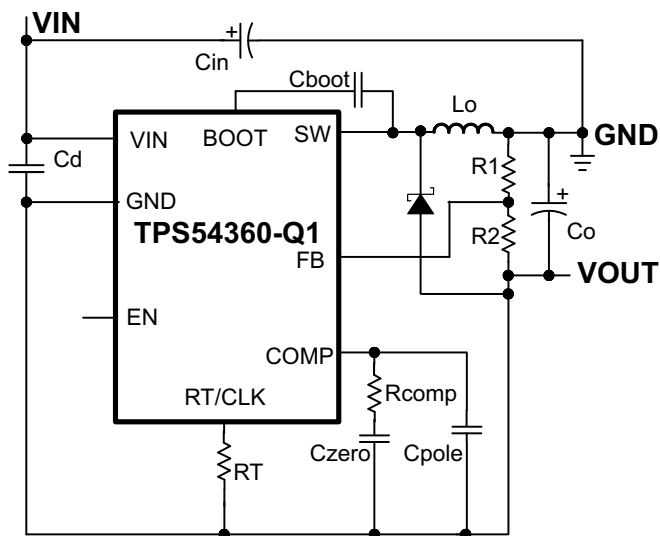 VIN
+
Cin
Cboot
Lo
VIN
BOOT
SW
GND
Cd
R1
GND
+
TPS54360-Q1
R2
Co
FB
VOUT
EN
COMP
RT/CLK
Rcomp
RT
Czero
Cpole